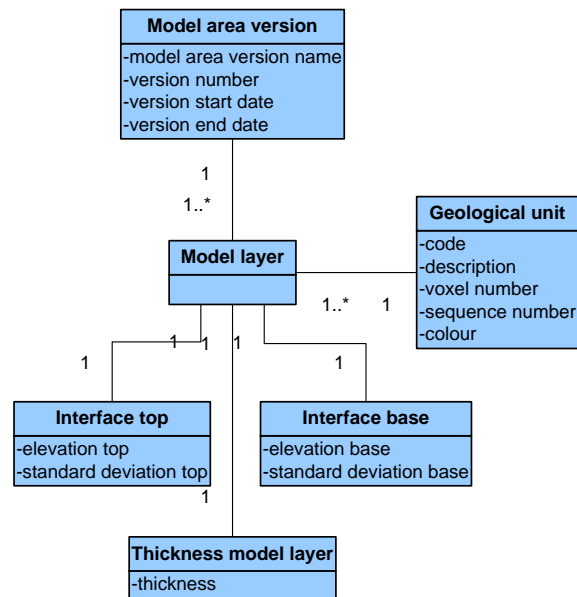 Model area version
-model area version name
-version number
-version start date
-version end date
1
1..*
Geological unit
-code
-description
-voxel number
-sequence number
-colour
Model layer
1..* 1
1 1 1
1 1
Interface top
-elevation top
-standard deviation top
Interface base
-elevation base
-standard deviation base
1
Thickness model layer
-thickness